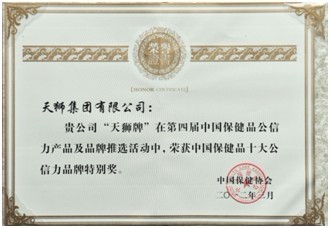 荣誉
HONOR CERTIFICATE
天狮集团有限公司：
贵公司“天狮牌”在第四届中国保健品公信
力产品及品牌推选活动中，荣获中国保健品十大公
信力品牌特别奖。
中国保健协会
二〇一二年三月